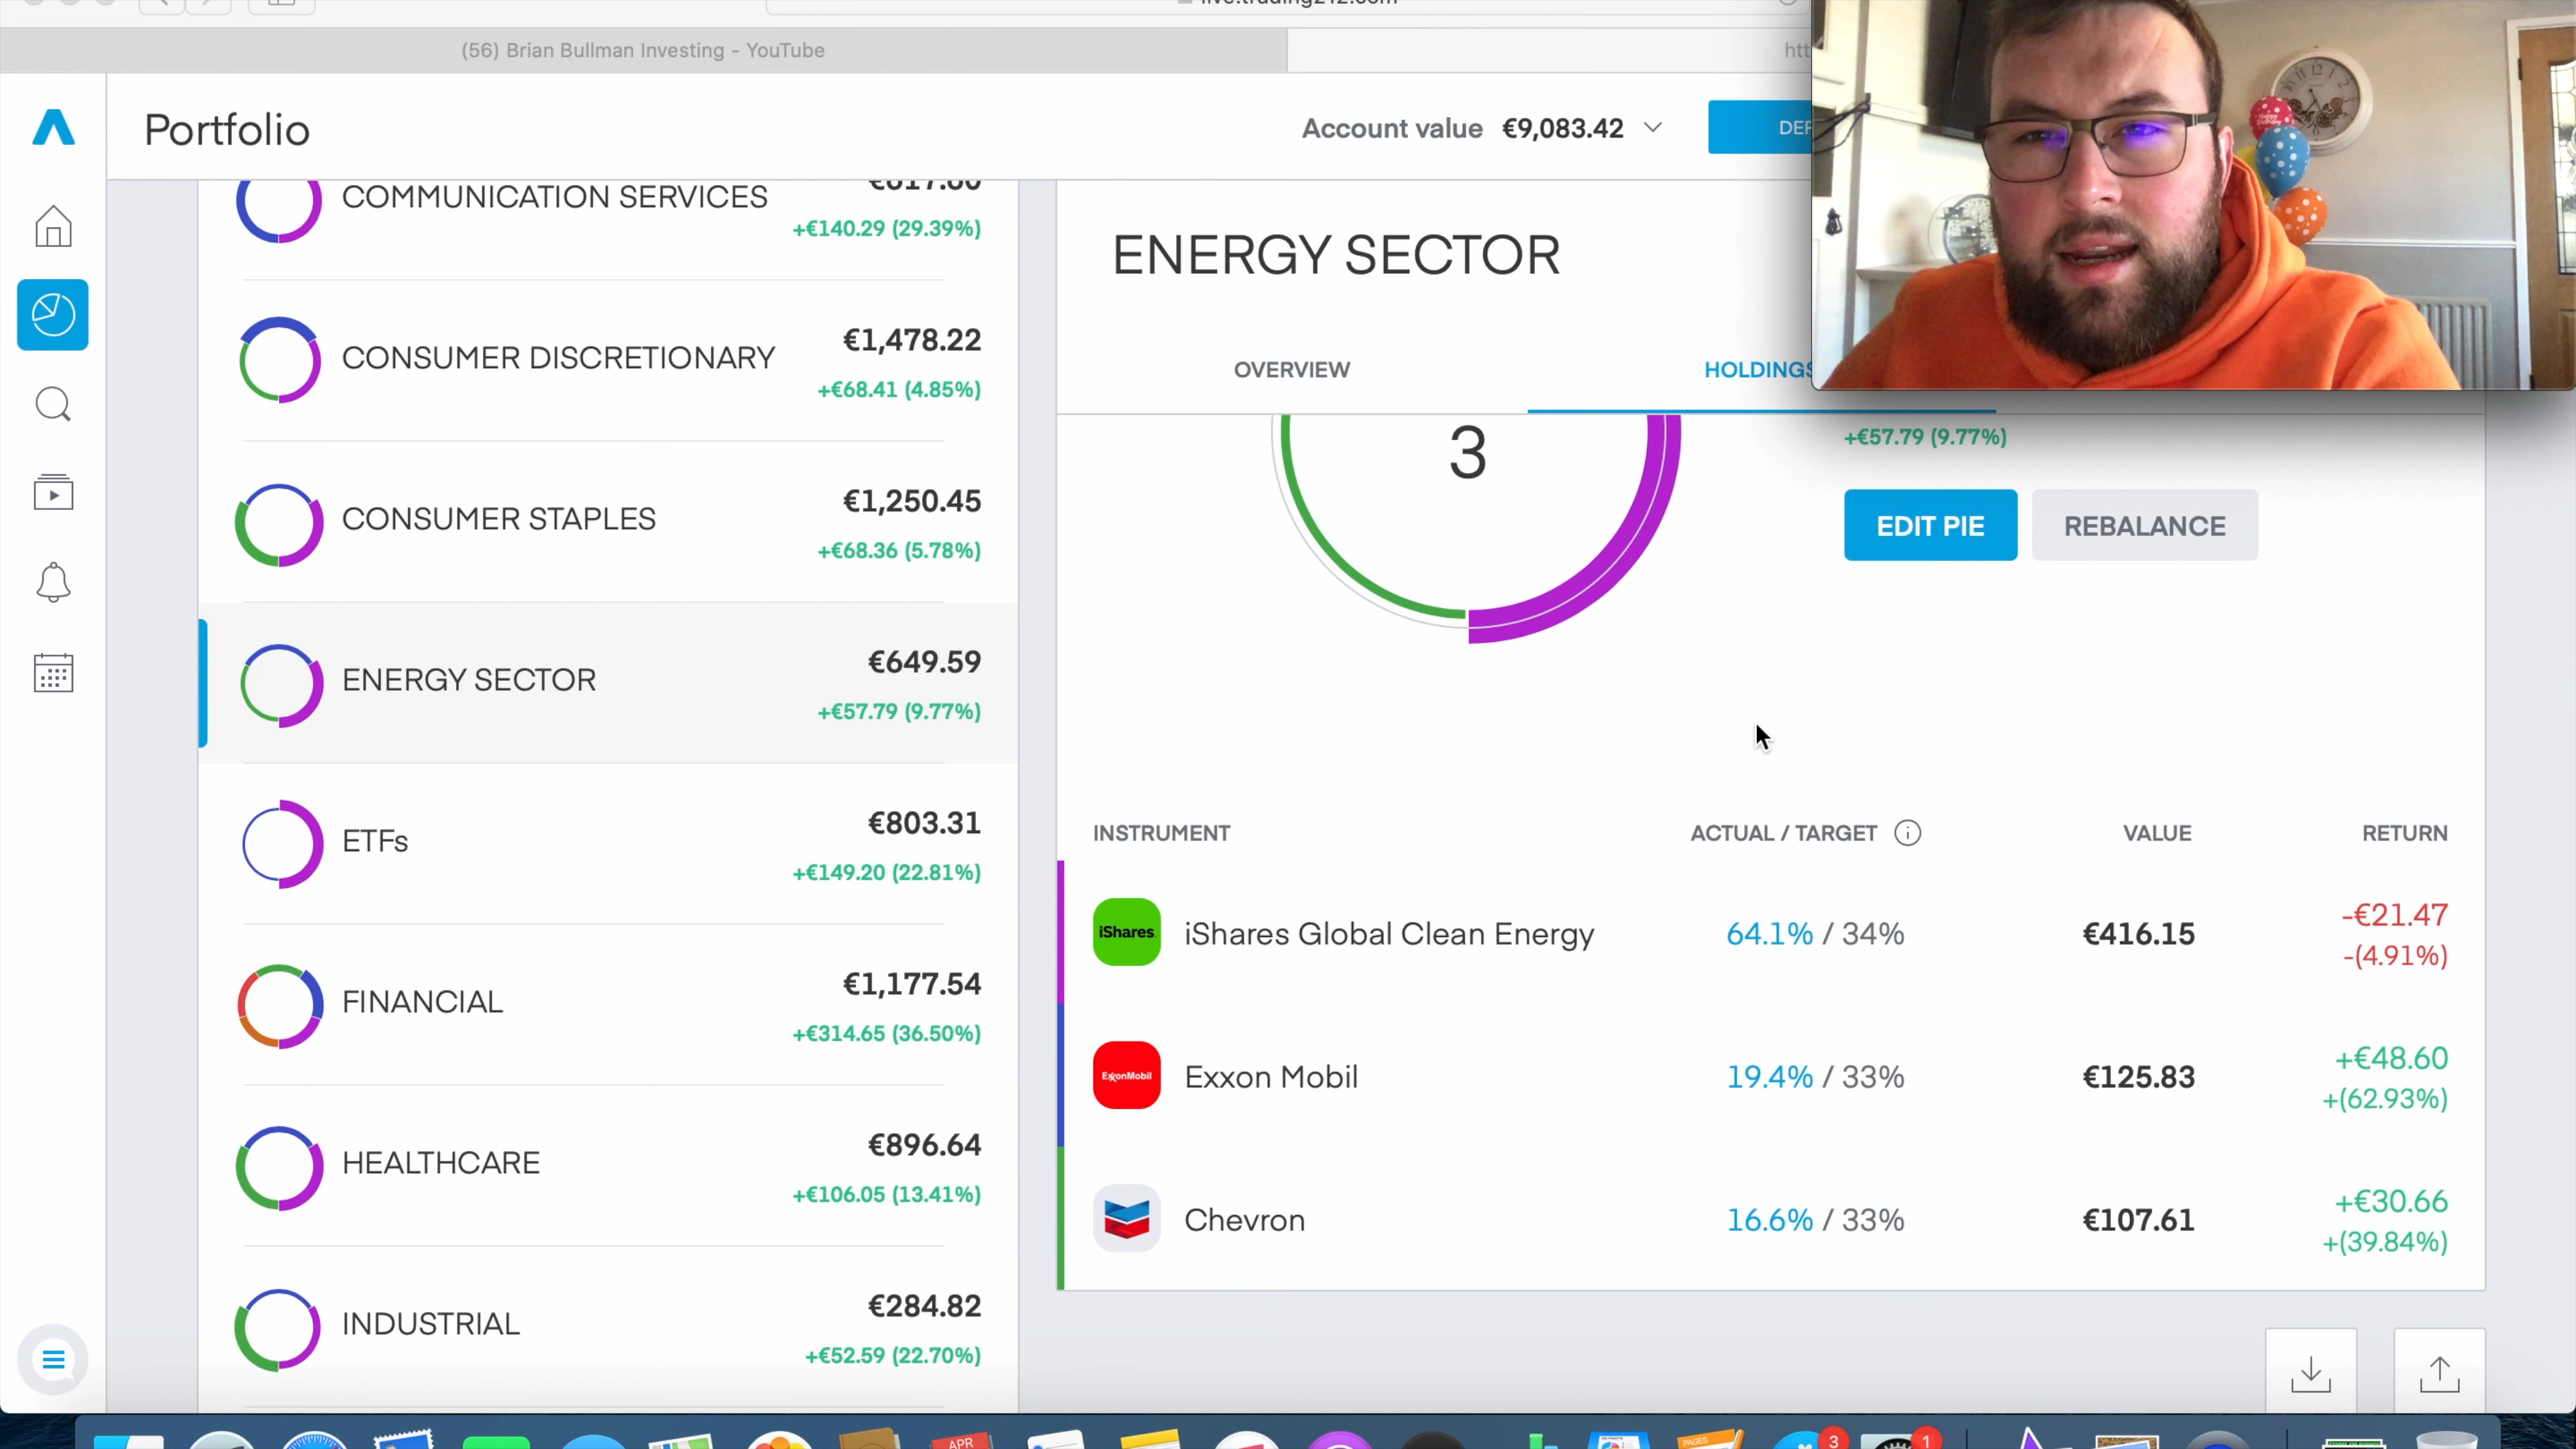 (56) Brian Bullman Investing - YouTube
Portfolio
Account value €9,083.42
COMMUNICATION SERVICES
+€140.29 (29.39%)
CONSUMER DISCRETIONARY
€1,478.22
+€68.41 (4.85%)
CONSUMER STAPLES
€1,250.45
+€68.36 (5.78%)
ENERGY SECTOR
€649.59
+€57.79 (9.77%)
ETFs
€803.31
+€149.20 (22.81%)
FINANCIAL
€1,177.54
+€314.65 (36.50%)
HEALTHCARE
€896.64
+€106.05 (13.41%)
INDUSTRIAL
€284.82
+€52.59 (22.70%)
ENERGY SECTOR
OVERVIEW
HOLDINGS
3
+€57.79 (9.77%)
EDIT PIE
REBALANCE
INSTRUMENT ACTUAL / TARGET VALUE RETURN
iShares
iShares Global Clean Energy 64.1% / 34% €416.15 -€21.47
-(4.91%)
ExxonMobil
Exxon Mobil 19.4% / 33% €125.83 +€48.60
+(62.93%)
Chevron 16.6% / 33% €107.61 +€30.66
+(39.84%)
APR
PAGES
3
1